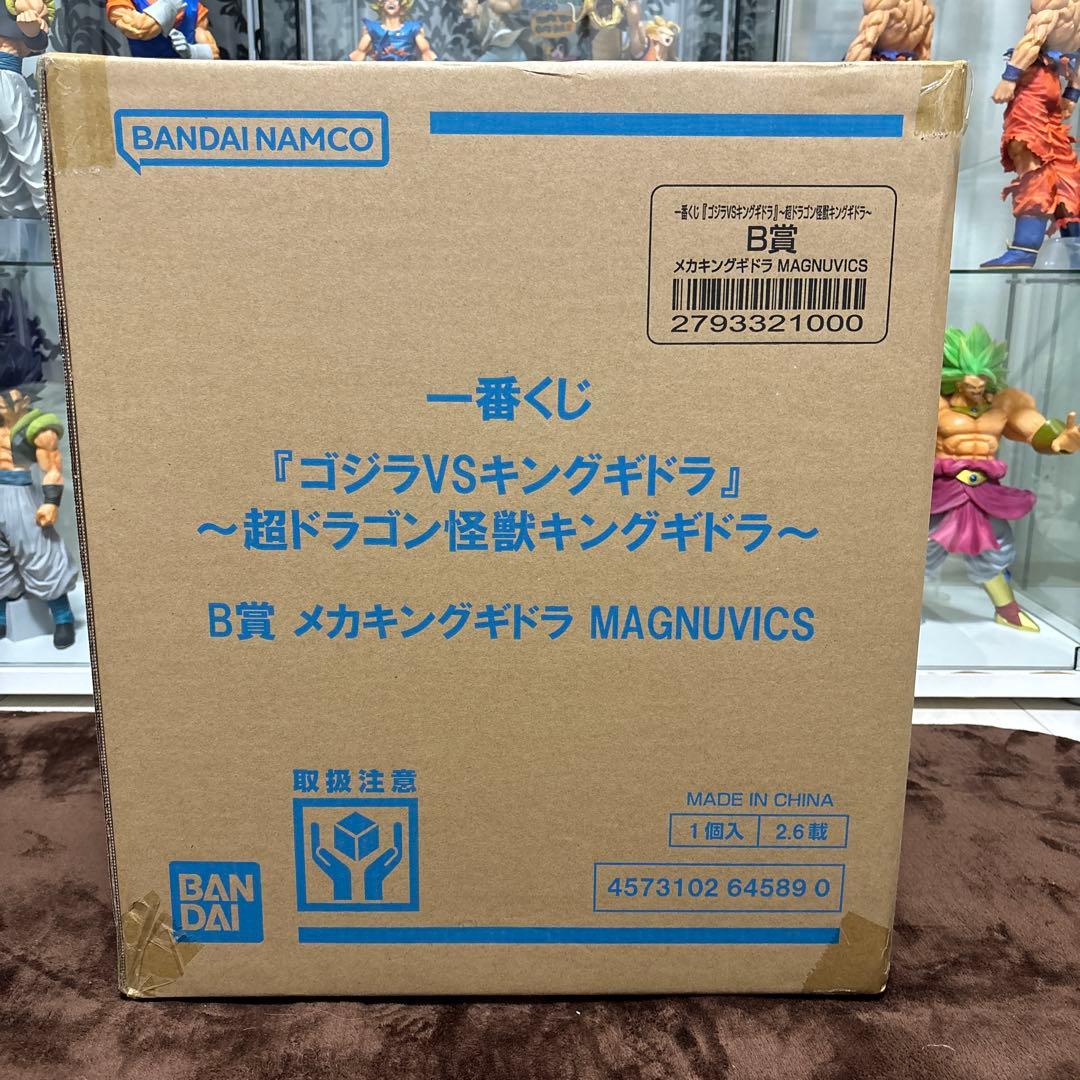 BANDAI NAMCO
一番くじ『ゴジラVSキングギドラ』~超ドラゴン怪獣キングギドラ~
B賞
メカキングギドラ MAGNUVICS
2793321000
一番くじ
『ゴジラVSキングギドラ』
~超ドラゴン怪獣キングギドラ~
B賞 メカキングギドラ MAGNUVICS
取扱注意
MADE IN CHINA
1個入 2.6載
4573102 64589 0
BAN
DAI